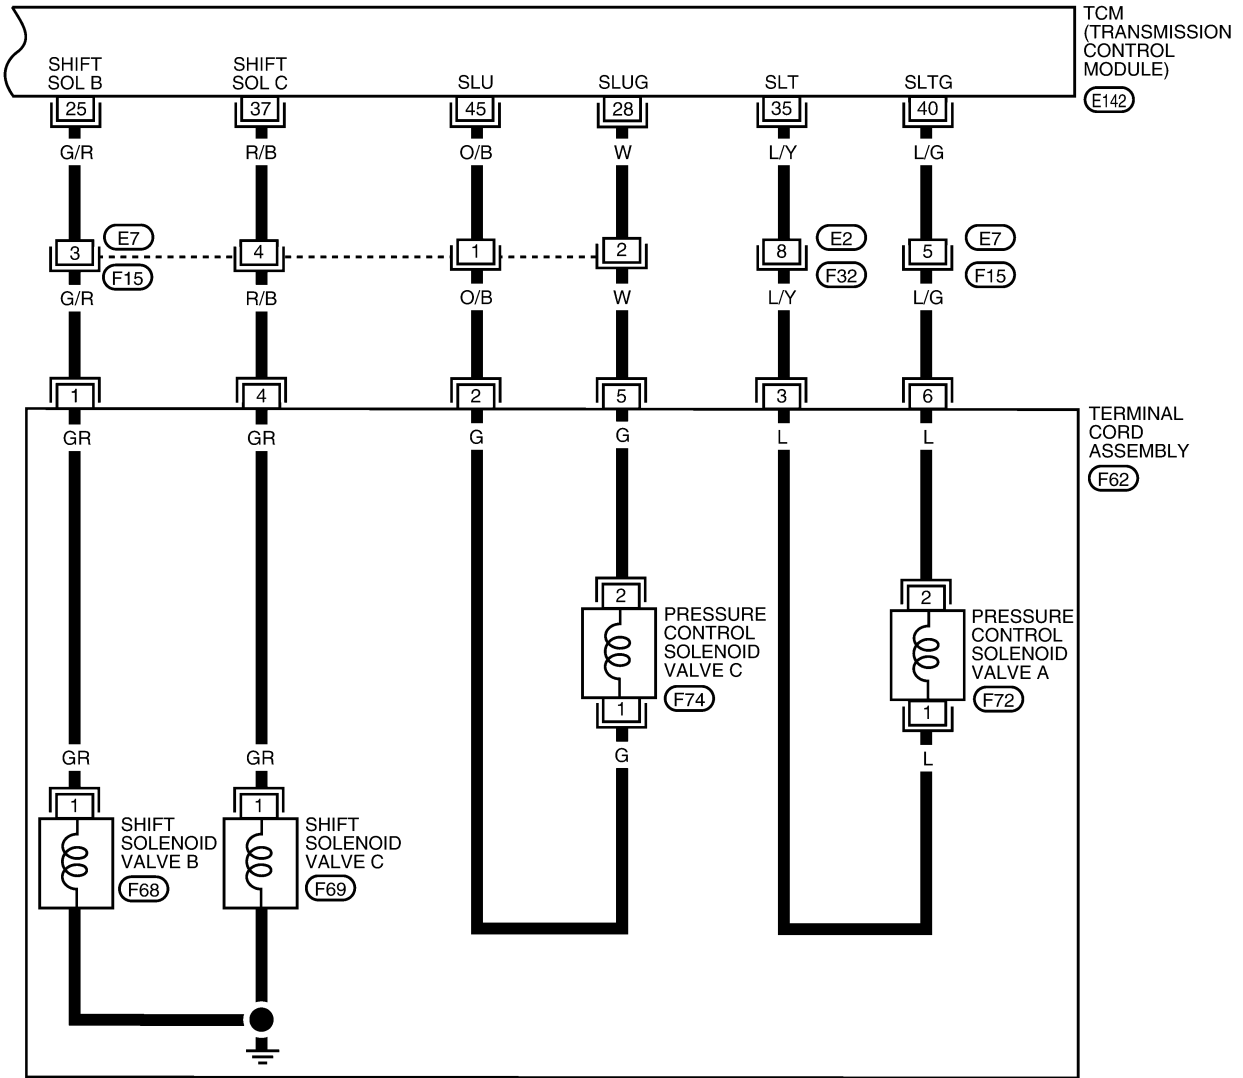 TCM
(TRANSMISSION
CONTROL
MODULE)
E142
SHIFT
SOL B
SHIFT
SOL C
SLU
SLUG
SLT
SLTG
25
37
45
28
35
40
G/R
R/B
O/B
W
L/Y
L/G
3
E7
F15
4
1
2
8
E2
F32
5
E7
F15
G/R
R/B
O/B
W
L/Y
L/G
1
4
2
5
3
6
TERMINAL
CORD
ASSEMBLY
F62
GR
GR
G
G
L
L
2
PRESSURE
CONTROL
SOLENOID
VALVE C
F74
1
G
2
PRESSURE
CONTROL
SOLENOID
VALVE A
F72
1
L
GR
GR
1
SHIFT
SOLENOID
VALVE B
F68
1
SHIFT
SOLENOID
VALVE C
F69